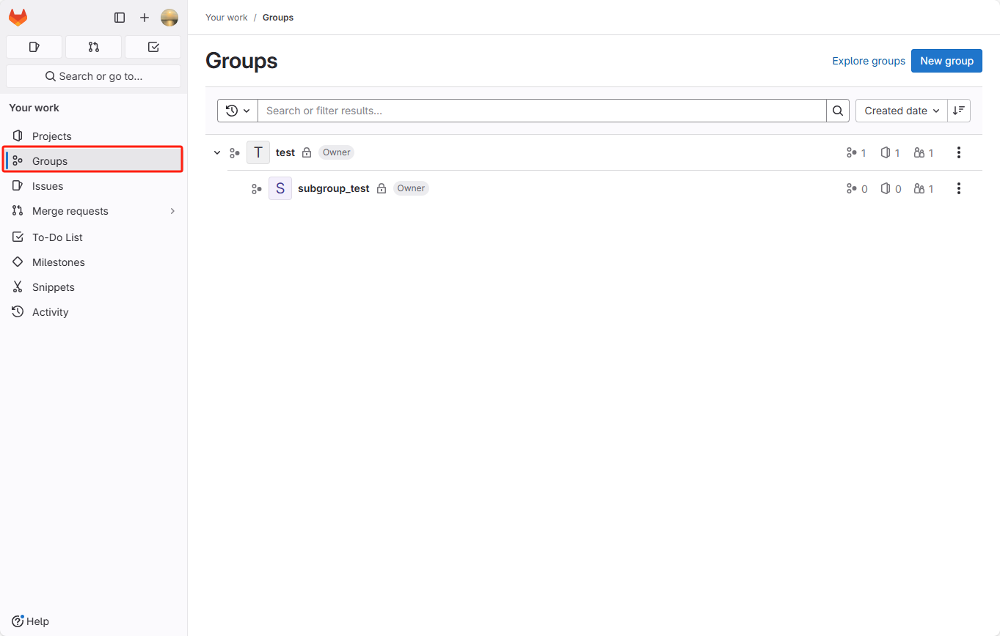 Your work / Groups
Search or go to...
Your work
Projects
Groups
Issues
Merge requests
To-Do List
Milestones
Snippets
Activity
Help
Groups
Explore groups
New group
Search or filter results...
Created date
T test Owner 1 1 1
S subgroup_test Owner 0 0 1